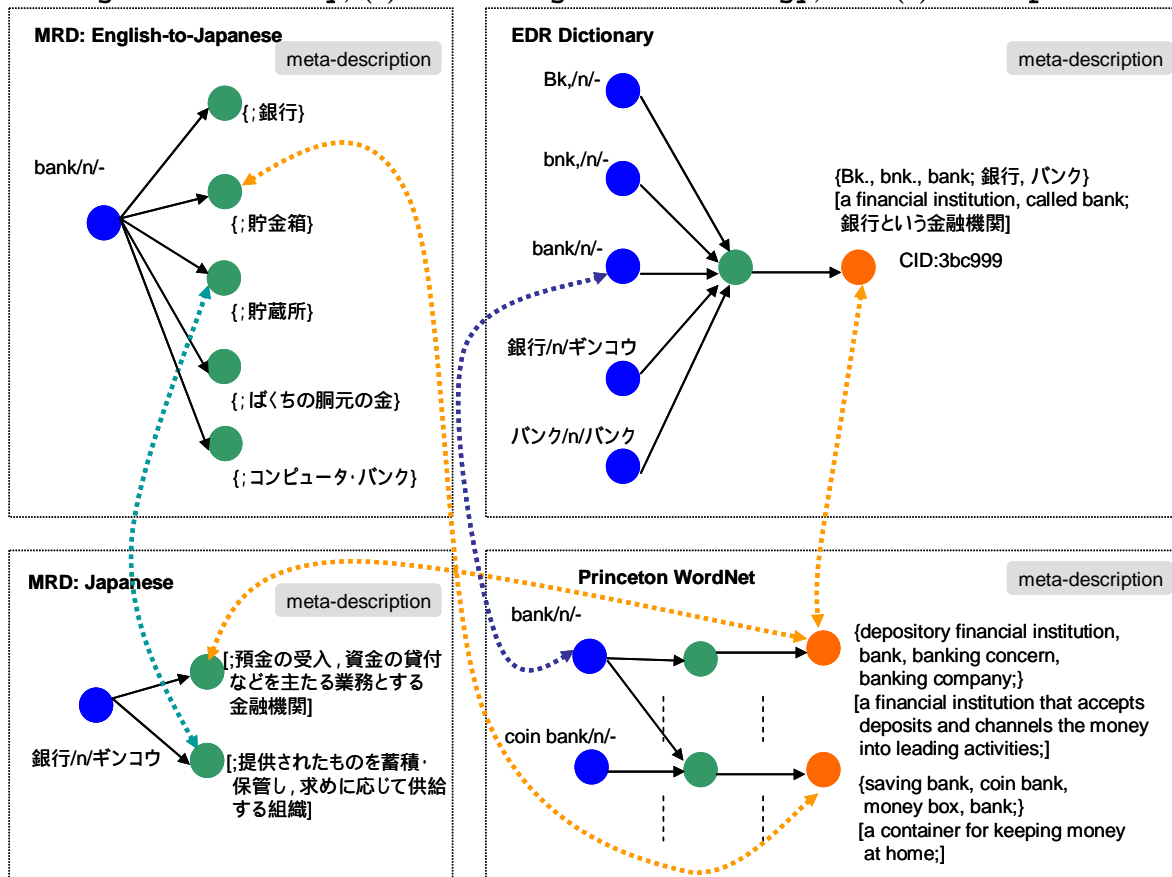 MRD: English-to-Japanese
meta-description
bank/n/-
{;銀行}
{;貯金箱}
{;貯蔵所}
{;ばくちの胴元の金}
{;コンピュータ・バンク}
EDR Dictionary
meta-description
Bk,/n/-
bnk,/n/-
bank/n/-
銀行/n/ギンコウ
バンク/n/バンク
{Bk., bnk., bank; 銀行, バンク}
[a financial institution, called bank;
銀行という金融機関]
CID:3bc999
MRD: Japanese
meta-description
銀行/n/ギンコウ
[;預金の受入, 資金の貸付
などを主たる業務とする
金融機関]
[;提供されたものを蓄積・
保管し, 求めに応じて供給
する組織]
Princeton WordNet
meta-description
bank/n/-
coin bank/n/-
{depository financial institution,
bank, banking concern,
banking company;}
[a financial institution that accepts
deposits and channels the money
into leading activities;]
{saving bank, coin bank,
money box, bank;}
[a container for keeping money
at home;]